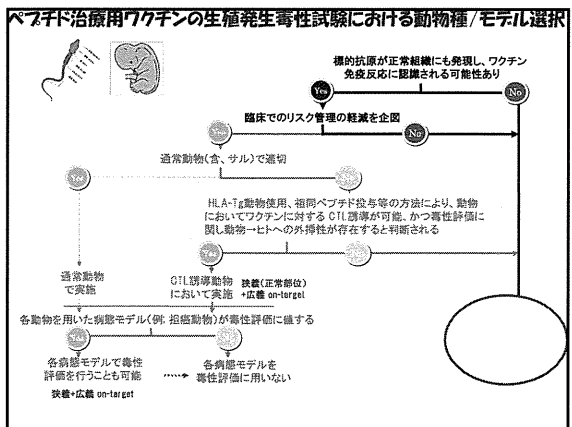 ペプチド治療用ワクチンの生殖発生毒性試験における動物種/モデル選択
標的抗原が正常組織にも発現し、ワクチン
免疫反応に認識される可能性あり
Yes
No
臨床でのリスク管理の軽減を企図
Yes
No
通常動物(含、サル)で適切
Yes
HLA-Tg動物使用、相同ペプチド投与等の方法により、動物
においてワクチンに対する CTL誘導が可能、かつ毒性評価に
関し動物→ヒトへの外挿性が存在すると判断される
Yes
通常動物
で実施
CTL誘導動物
において実施
狭義(正常部位)
+広義 on-target
各動物を用いた病態モデル(例; 担癌動物)が毒性評価に値する
Yes
各病態モデルで毒性
評価を行うことも可能
各病態モデルを
毒性評価に用いない
狭義+広義 on-target